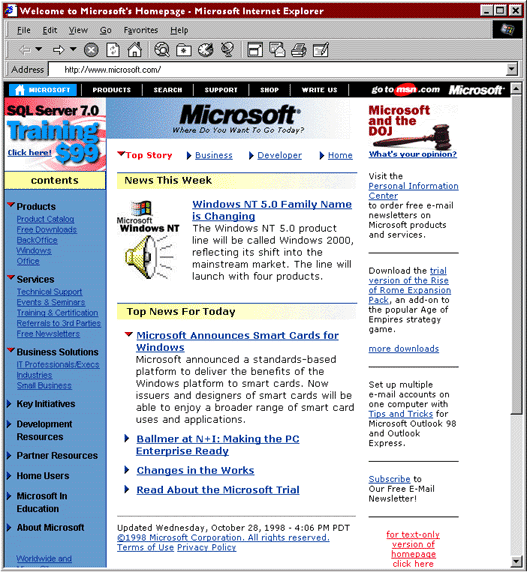 Welcome to Microsoft's Homepage - Microsoft Internet Explorer
File Edit View Go Favorites Help
Address http://www.microsoft.com/
MICROSOFT PRODUCTS SEARCH SUPPORT SHOP WRITE US go to msn.com Microsoft
SQL Server 7.0
Training
Click here! $99
Microsoft®
Where Do You Want To Go Today?
Top Story Business Developer Home
contents
Products
Product Catalog
Free Downloads
BackOffice
Windows
Office
Services
Technical Support
Events & Seminars
Training & Certification
Referrals to 3rd Parties
Free Newsletters
Business Solutions
IT Professionals/Execs
Industries
Small Business
Key Initiatives
Development
Resources
Partner Resources
Home Users
Microsoft In
Education
About Microsoft
Worldwide and
News This Week
Microsoft
Windows NT
Windows NT 5.0 Family Name
is Changing
The Windows NT 5.0 product
line will be called Windows 2000,
reflecting its shift into the
mainstream market. The line will
launch with four products.
Top News For Today
Microsoft Announces Smart Cards for
Windows
Microsoft announced a standards-based
platform to deliver the benefits of the
Windows platform to smart cards. Now
issuers and designers of smart cards will be
able to enjoy a broader range of smart card
uses and applications.
Ballmer at N+I: Making the PC
Enterprise Ready
Changes in the Works
Read About the Microsoft Trial
Updated Wednesday, October 28, 1998 - 4:06 PM PDT
©1998 Microsoft Corporation. All rights reserved.
Terms of Use Privacy Policy
Microsoft
and the
DOJ
What's your opinion?
Visit the
Personal Information
Center
to order free e-mail
newsletters on
Microsoft products
and services.
Download the trial
version of the Rise
of Rome Expansion
Pack, an add-on to
the popular Age of
Empires strategy
game.
more downloads
Set up multiple
e-mail accounts on
one computer with
Tips and Tricks for
Microsoft Outlook 98
and Outlook
Express.
Subscribe to
Our Free E-Mail
Newsletter!
for text-only
version of
homepage
click here